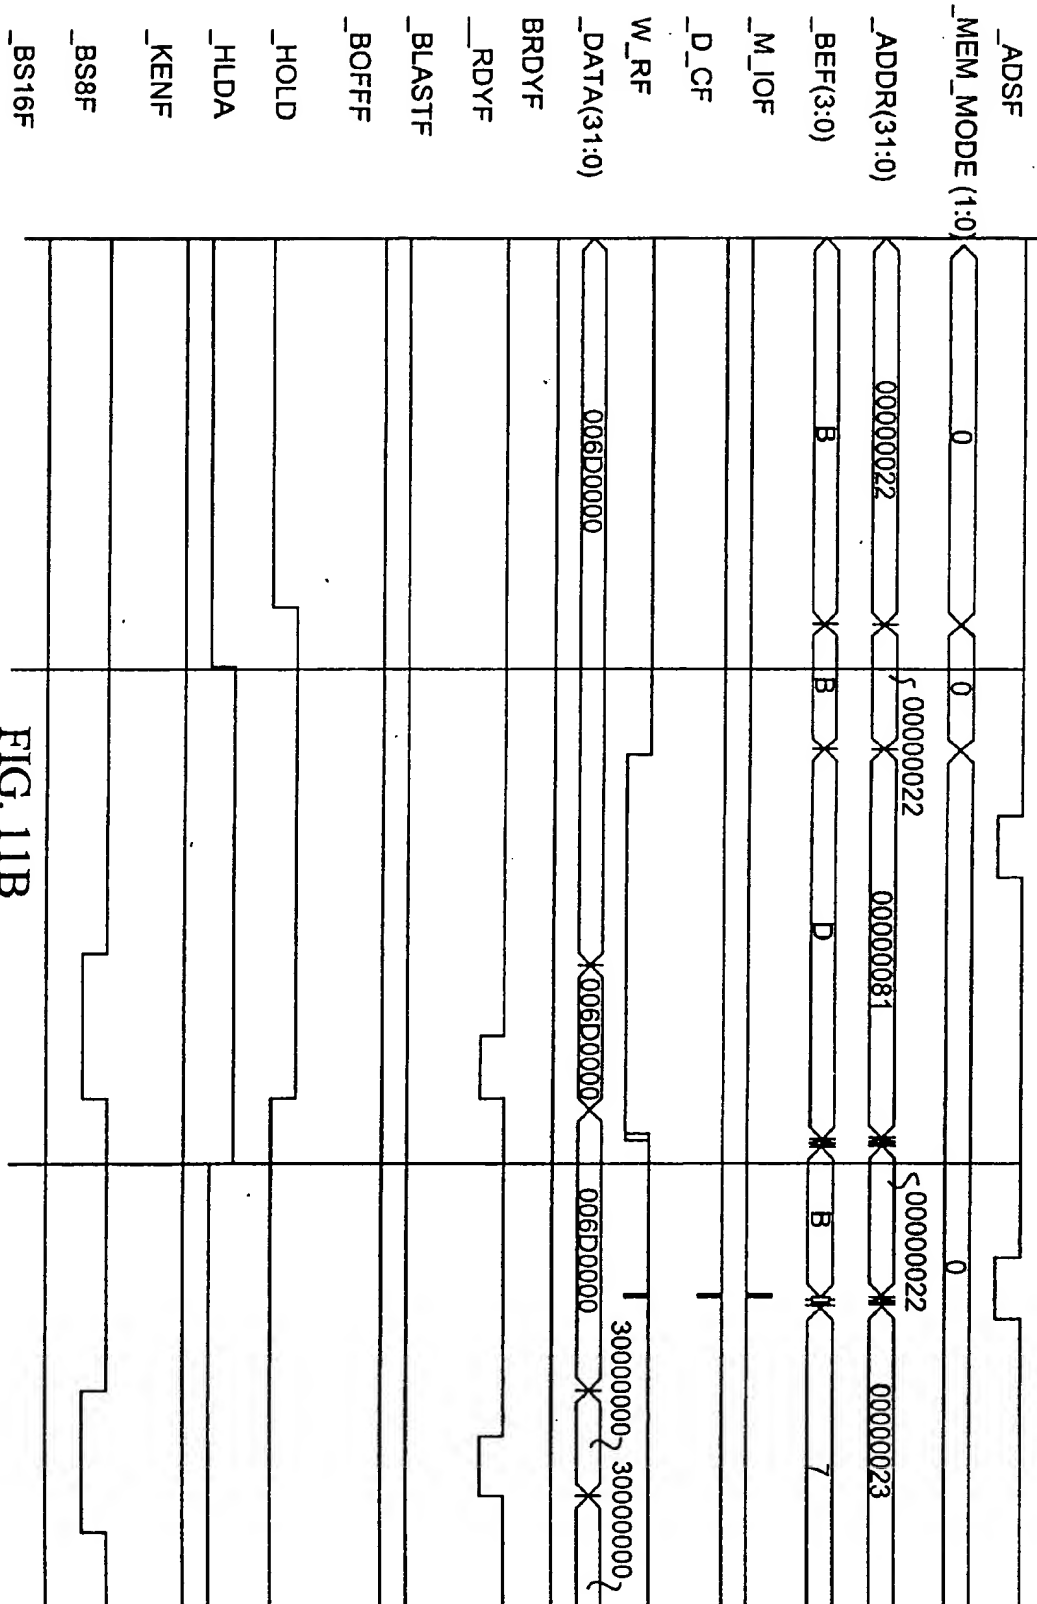 _ADSF
_MEM_MODE (1:0)
0
0
0
_ADDR(31:0)
00000022
00000022
00000081
00000022
00000023
_BEF(3:0)
B
B
D
B
7
_M_IOF
_D_CF
W_RF
_DATA(31:0)
006D0000
006D0000
006D0000
30000000
30000000
BRDYF
__RDYF
_BLASTF
_BOFFF
_HOLD
_HLDA
_KENF
_BS8F
_BS16F
FIG. 11B